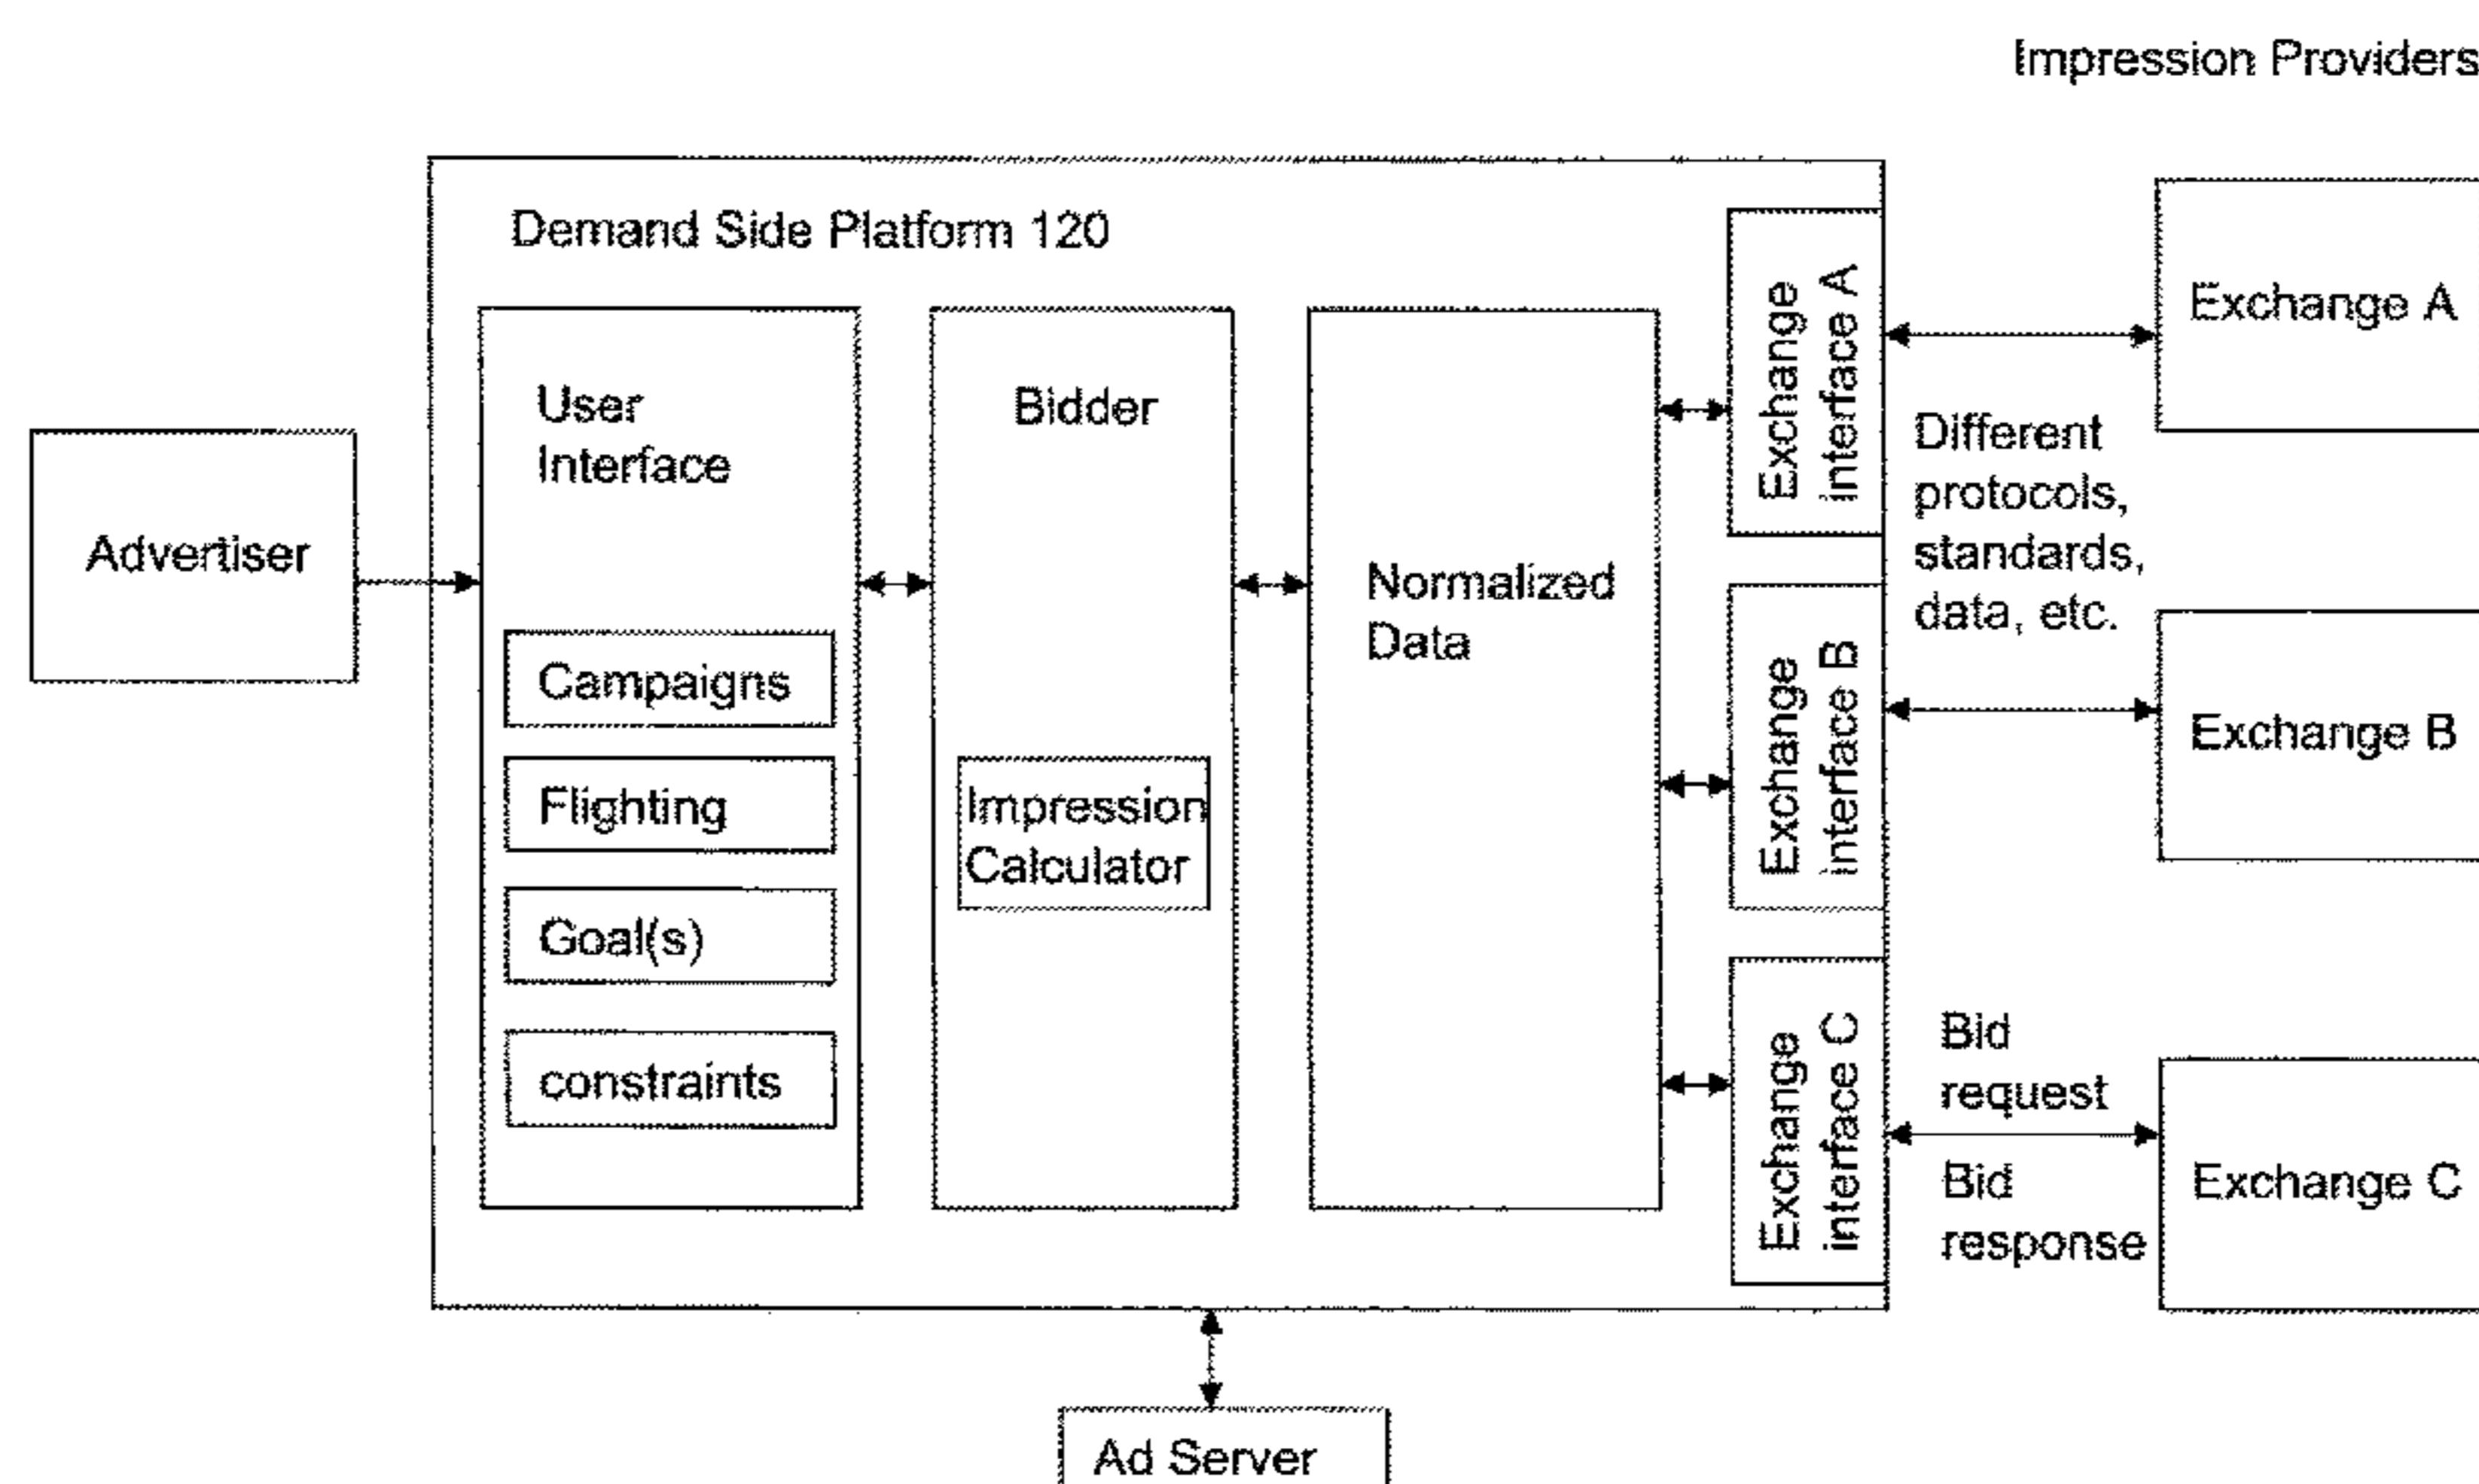 Impression Providers
Demand Side Platform 120
Advertiser
User
Interface
Campaigns
Flighting
Goal(s)
constraints
Bidder
Impression
Calculator
Normalized
Data
Exchange
interface A
Exchange
interface B
Exchange
interface C
Different
protocols,
standards,
data, etc.
Bid
request
Bid
response
Exchange A
Exchange B
Exchange C
Ad Server